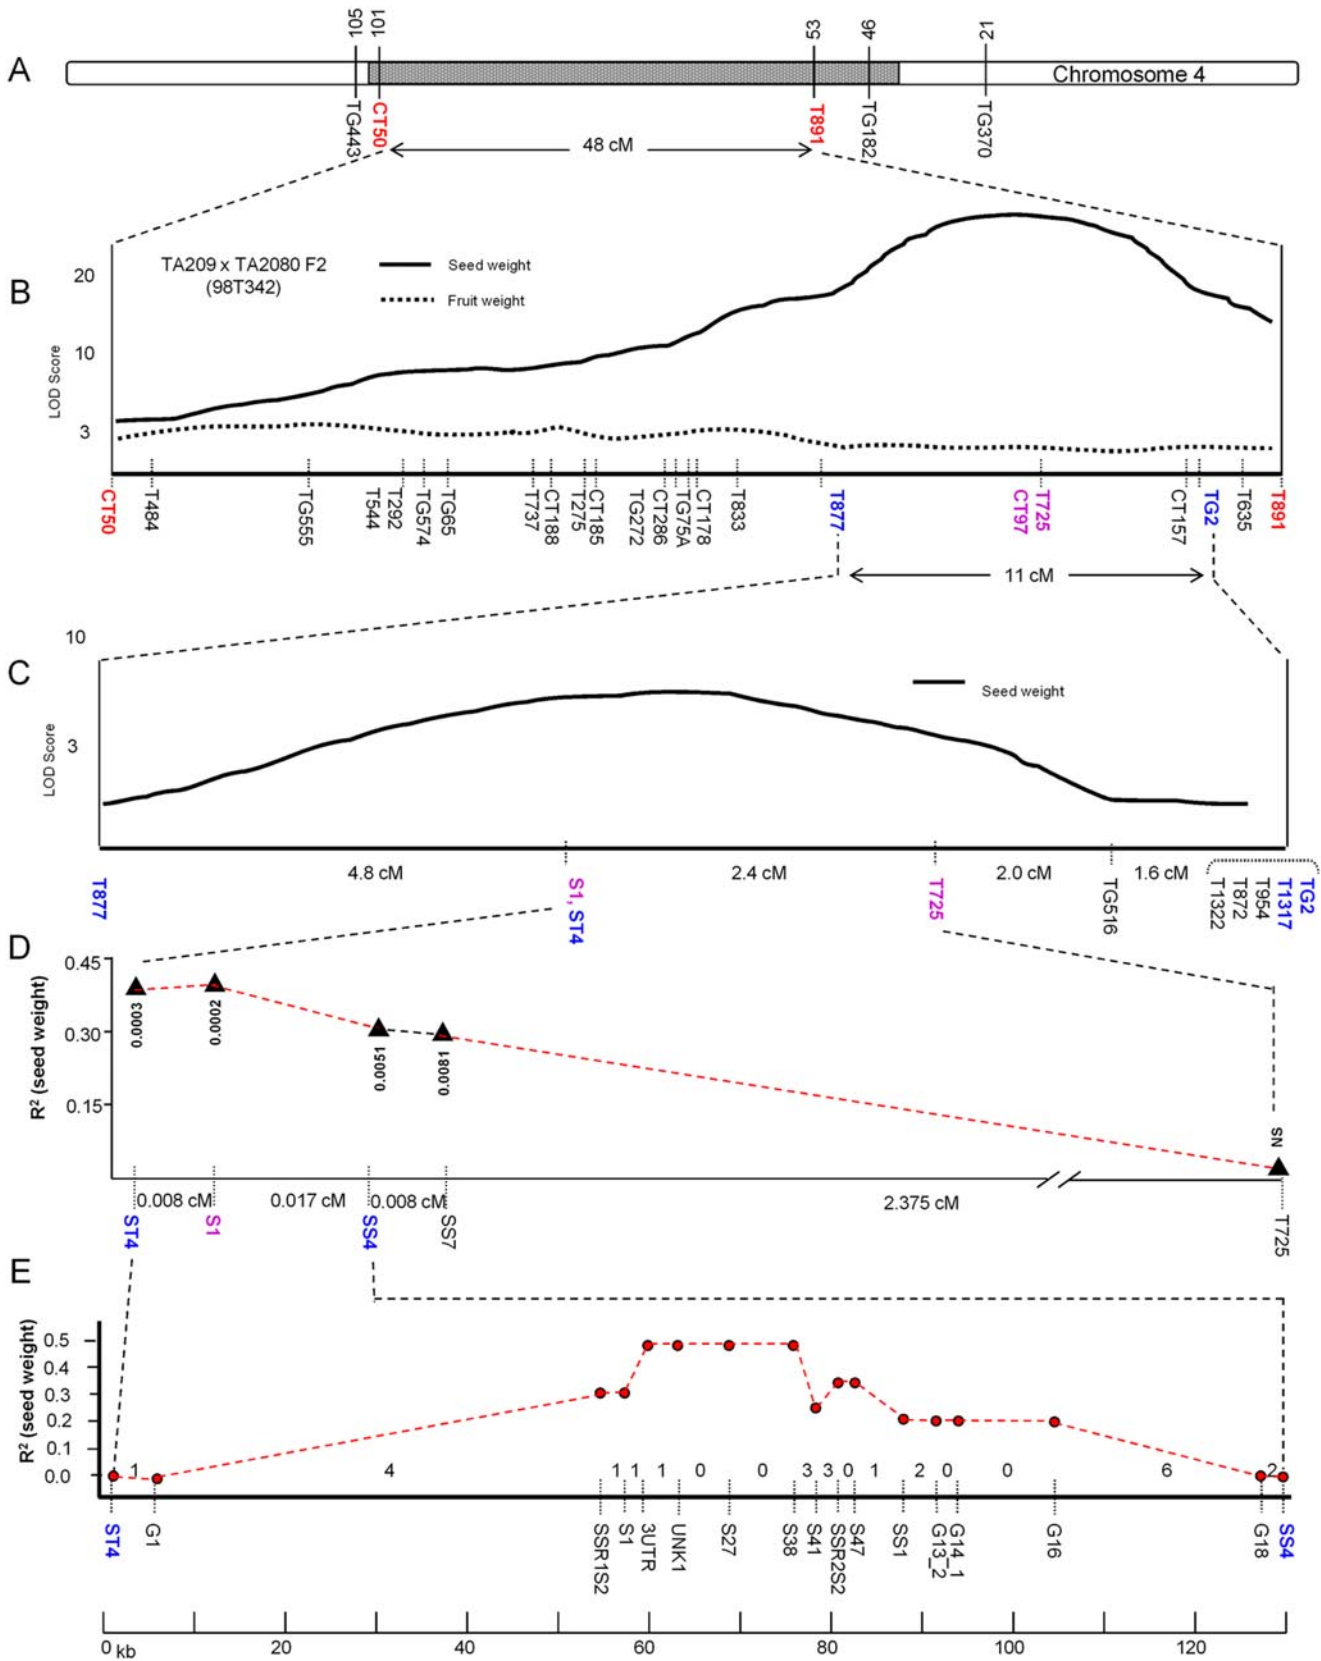 105 101 53 46 21
A
Chromosome 4
TG443 CT50 T891 TG182 TG370
48 cM
B
TA209 x TA2080 F2
(98T342)
Seed weight
Fruit weight
LOD Score
20
10
3
CT50 T484 TG555 T544 T292 TG574 TG65 T737 CT188 T275 CT185 TG272 CT286 TG75A CT178 T833 T877 CT97 T725 CT157 TG2 T635 T891
11 cM
C
LOD Score
10
3
Seed weight
4.8 cM 2.4 cM 2.0 cM 1.6 cM
T877 S1, ST4 T725 TG516 T1322 T872 T954 T1317 TG2
D
R² (seed weight)
0.45
0.30
0.15
0.0003 0.0002 0.0051 0.0081 NS
0.008 cM 0.017 cM 0.008 cM 2.375 cM
ST4 S1 SS4 SS7 T725
E
R² (seed weight)
0.5
0.4
0.3
0.2
0.1
0.0
1 4 1 1 1 0 0 3 3 0 1 2 0 0 6 2
ST4 G1 SSR1S2 S1 3UTR UNK1 S27 S38 S41 SSR2S2 S47 SS1 G13_2 G14_1 G16 G18 SS4
0 kb 20 40 60 80 100 120